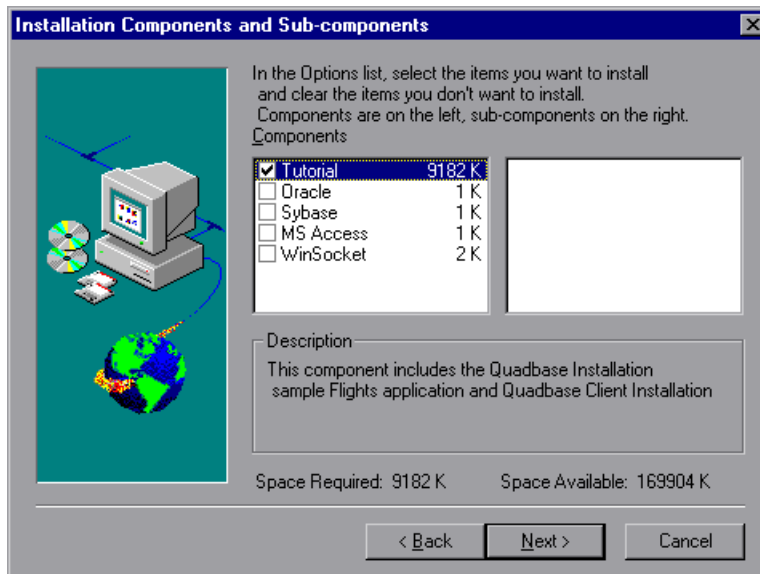 Installation Components and Sub-components
In the Options list, select the items you want to install
and clear the items you don't want to install.
Components are on the left, sub-components on the right.
Components
Tutorial 9182 K
Oracle 1 K
Sybase 1 K
MS Access 1 K
WinSocket 2 K
Description
This component includes the Quadbase Installation
sample Flights application and Quadbase Client Installation
Space Required: 9182 K Space Available: 169904 K
< Back Next > Cancel